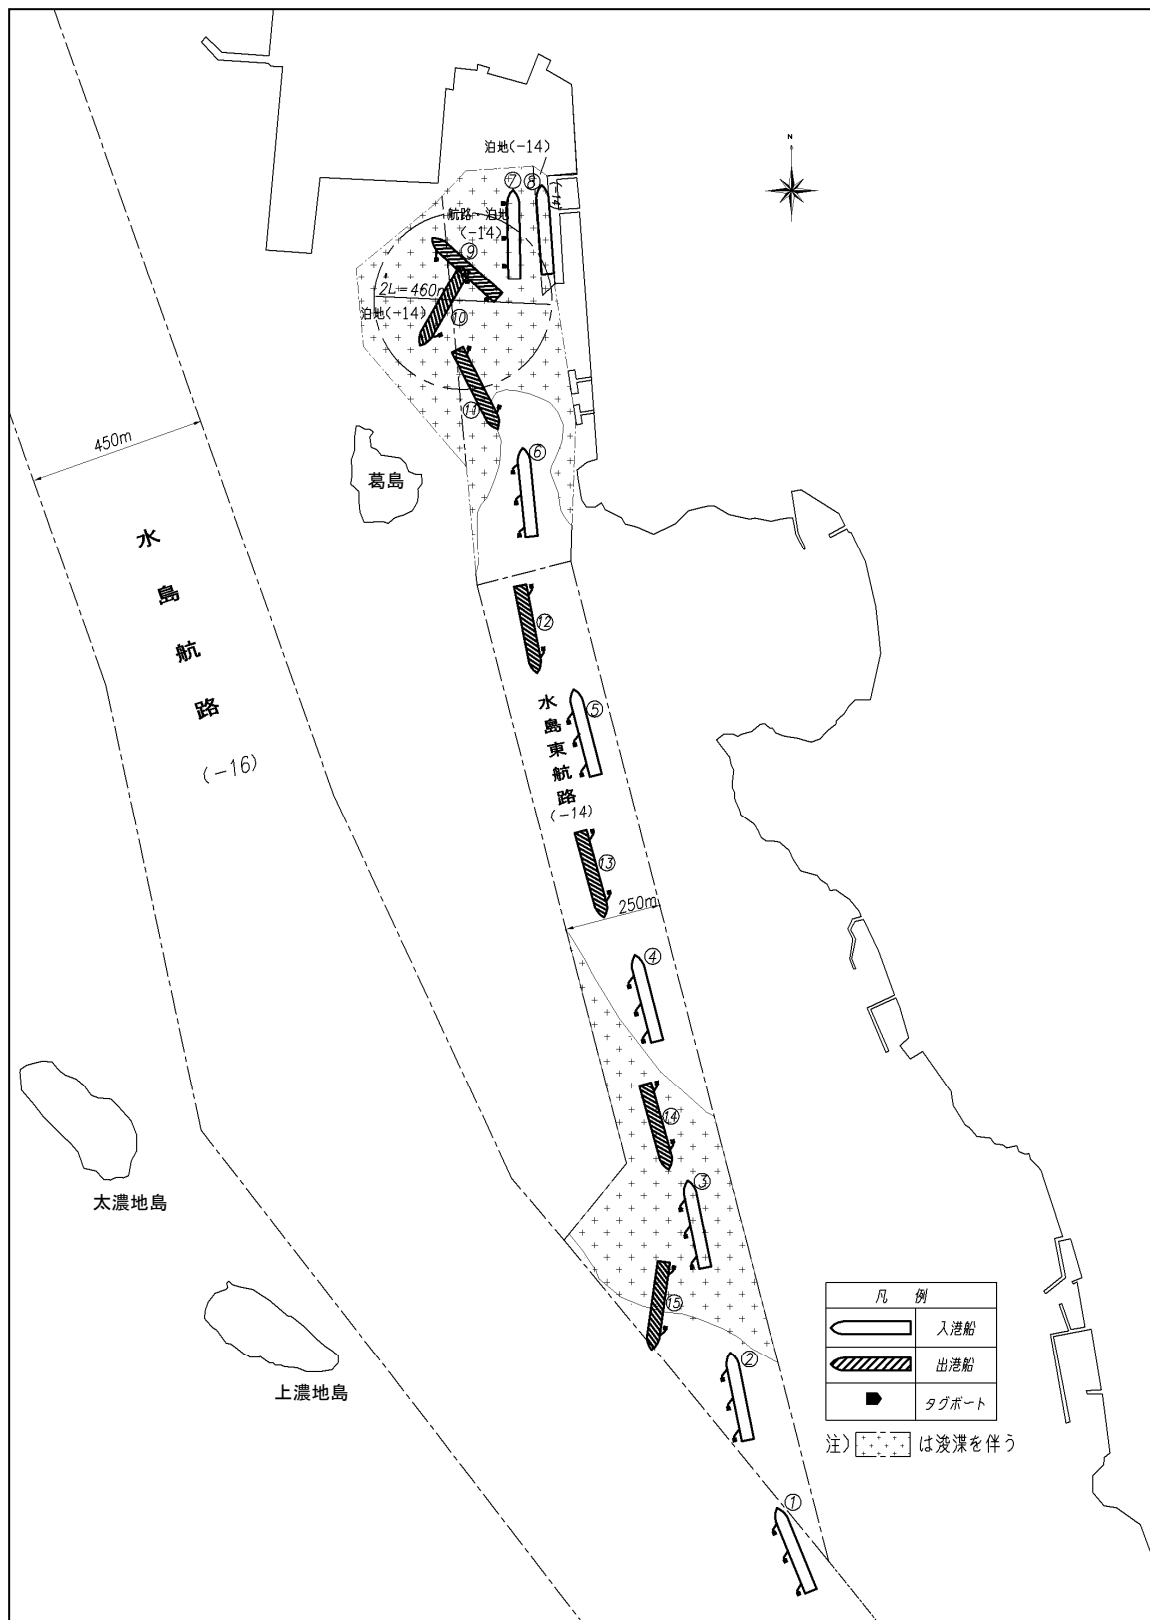 N
泊地(-14)
⑦
⑧
(-14)
航路・泊地
(-14)
⑨
2L=460m
泊地(-14)
⑩
⑪
450m
葛島
⑥
水島航路
(-16)
⑫
⑤
水島東航路
(-14)
⑬
250m
④
⑭
③
太濃地島
⑮
上濃地島
②
①
凡 例
入港船
出港船
タグボート
注) は浚渫を伴う